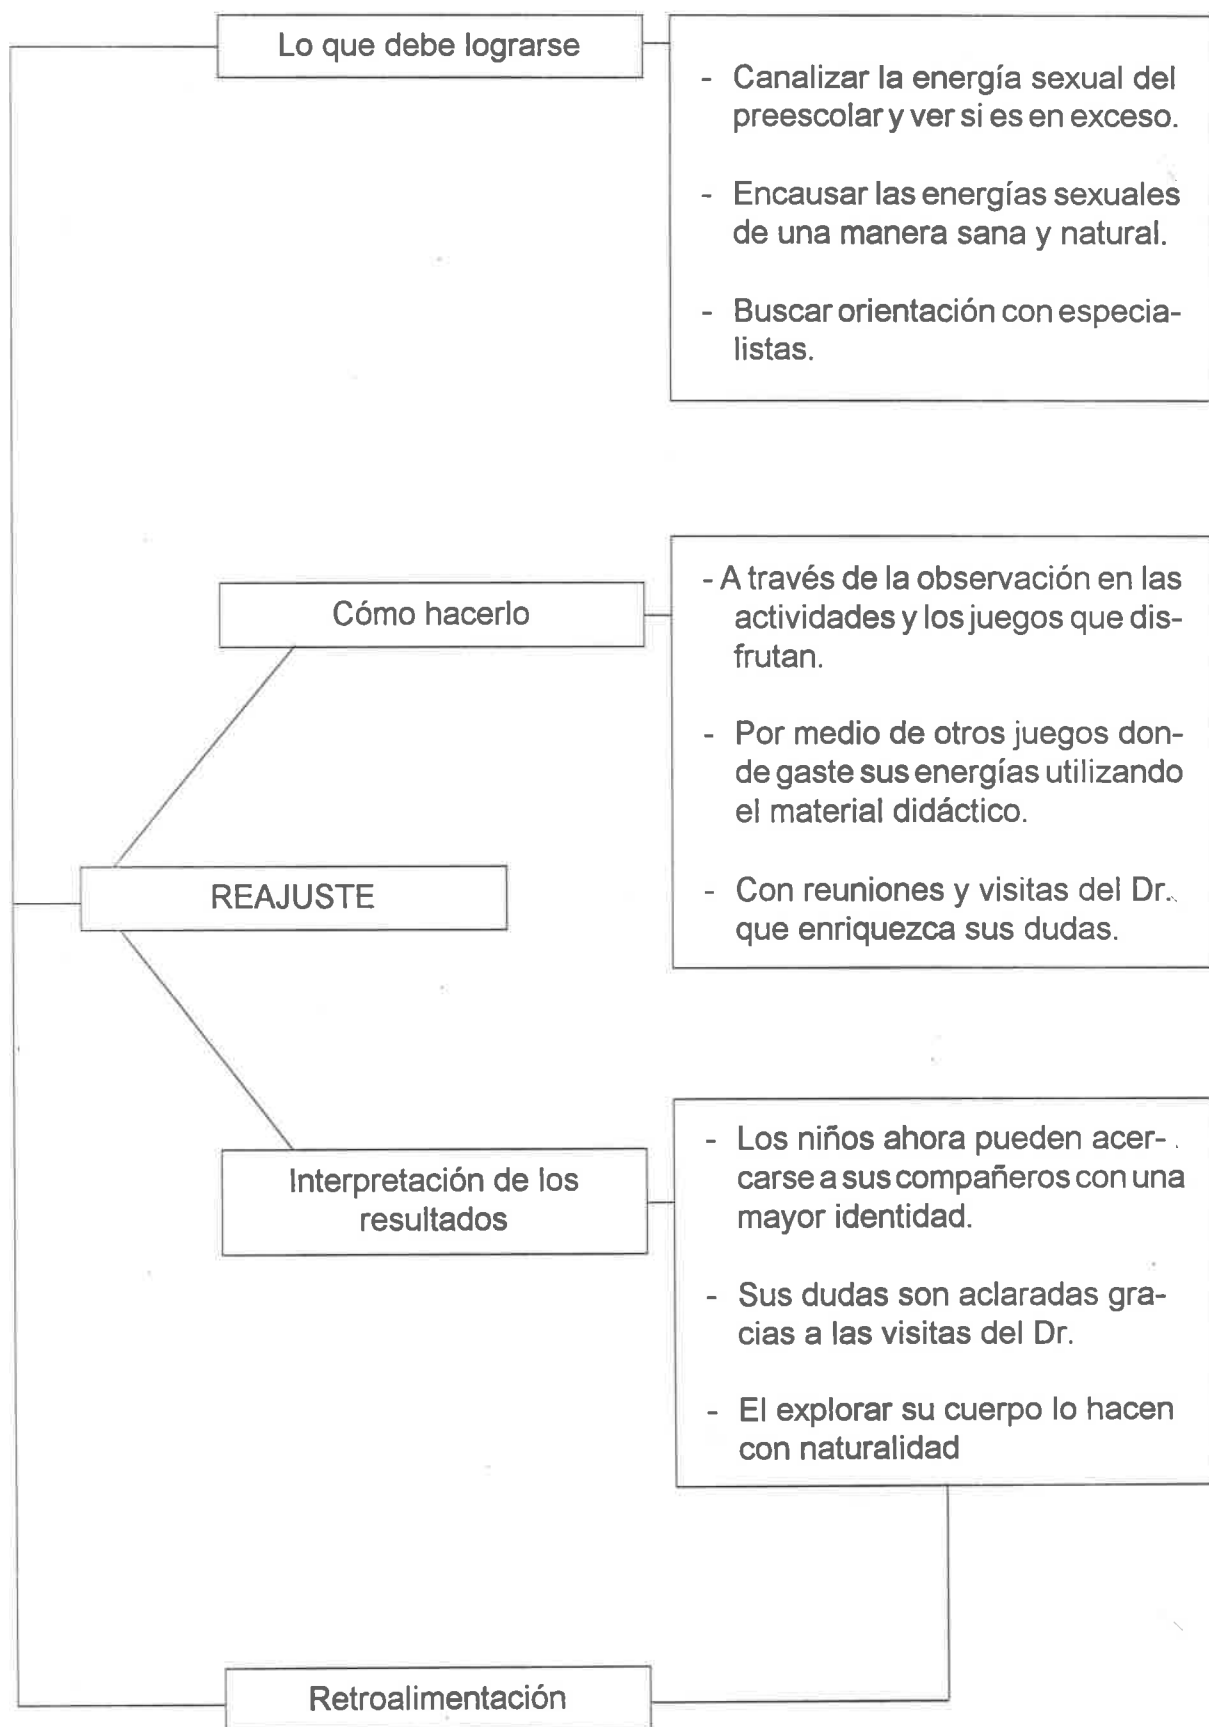 Lo que debe lograrse
- Canalizar la energía sexual del
preescolar y ver si es en exceso.
- Encausar las energías sexuales
de una manera sana y natural.
- Buscar orientación con especia-
listas.
Cómo hacerlo
- A través de la observación en las
actividades y los juegos que dis-
frutan.
- Por medio de otros juegos don-
de gaste sus energías utilizando
el material didáctico.
- Con reuniones y visitas del Dr.
que enriquezca sus dudas.
REAJUSTE
Interpretación de los
resultados
- Los niños ahora pueden acer-
carse a sus compañeros con una
mayor identidad.
- Sus dudas son aclaradas gra-
cias a las visitas del Dr.
- El explorar su cuerpo lo hacen
con naturalidad
Retroalimentación